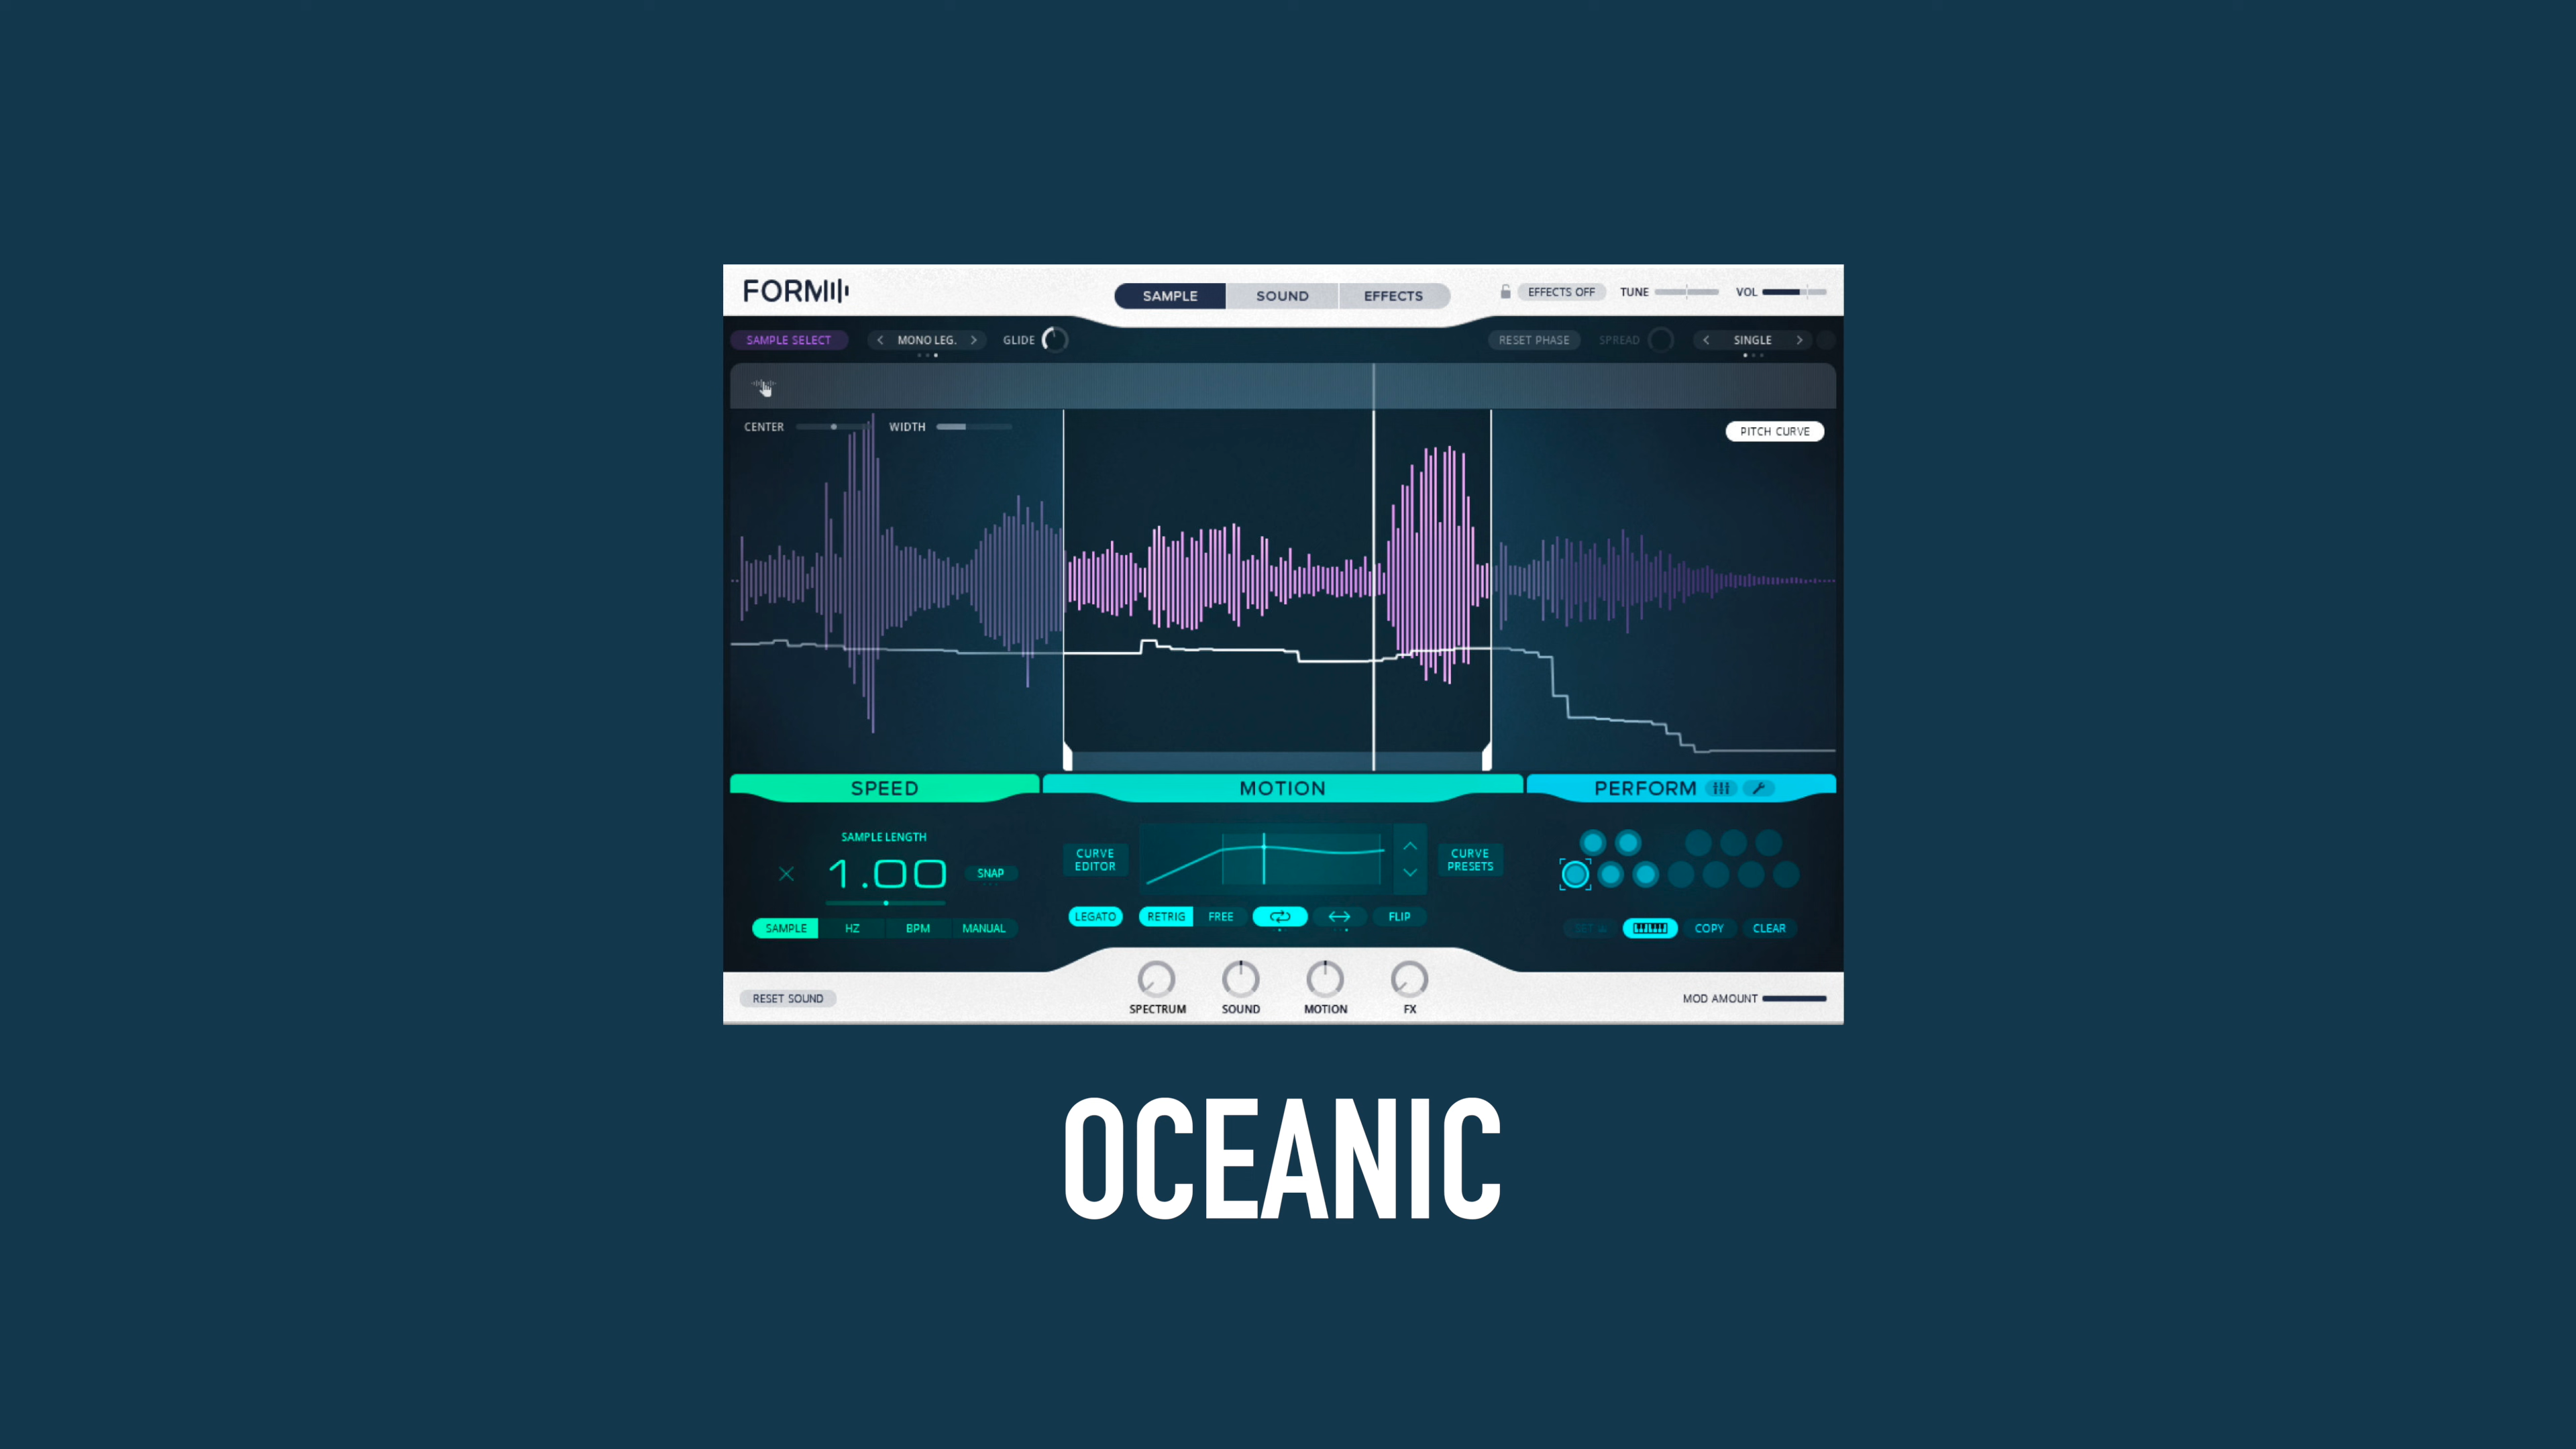 FORM
SAMPLE SOUND EFFECTS
EFFECTS OFF TUNE VOL
SAMPLE SELECT MONO LEG. GLIDE RESET PHASE SPREAD SINGLE
CENTER WIDTH PITCH CURVE
SPEED MOTION PERFORM
SAMPLE LENGTH
1.00
SNAP
SAMPLE HZ BPM MANUAL
CURVE
EDITOR
CURVE
PRESETS
LEGATO RETRIG FREE FLIP
SET COPY CLEAR
RESET SOUND SPECTRUM SOUND MOTION FX MOD AMOUNT
OCEANIC